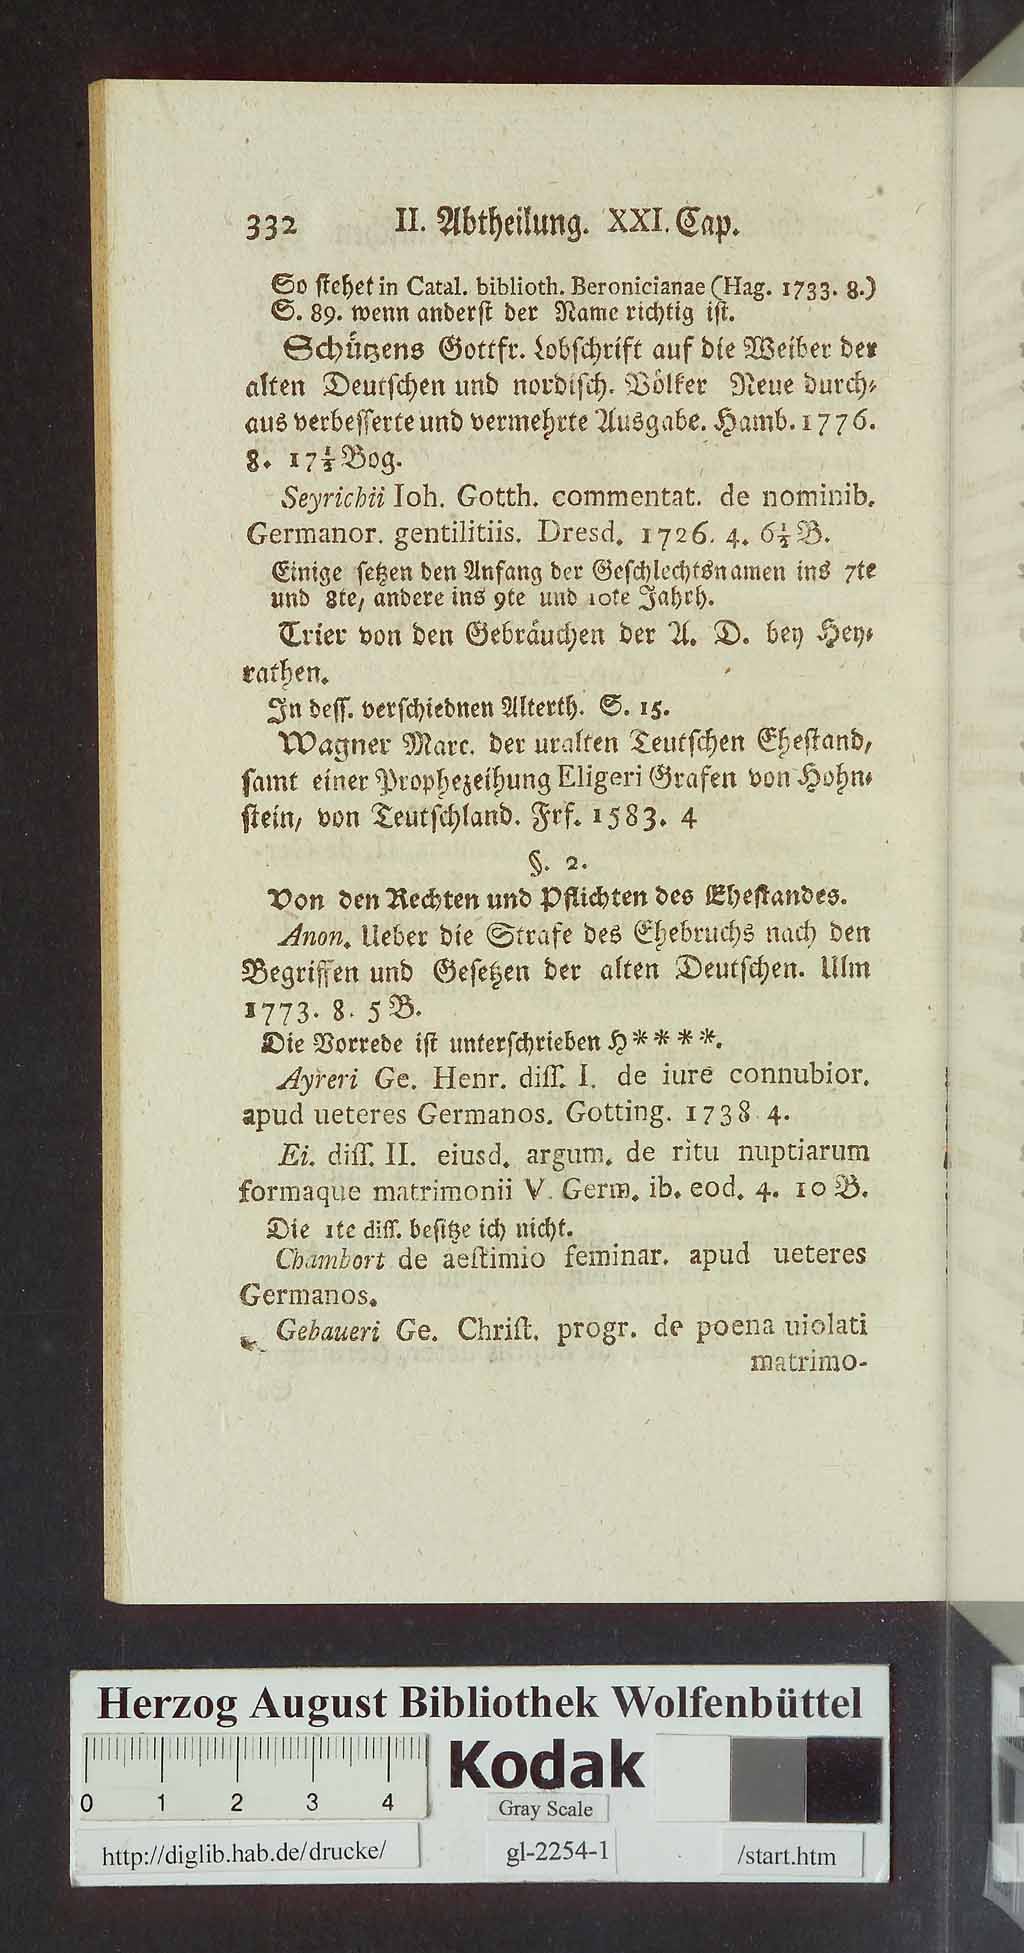 332 II. Abtheilung. XXI. Cap.
So stehet in Catal. biblioth. Beronicianae (Hag. 1733. 8.)
S. 89. wenn anderst der Name richtig ist.
Schützens Gottfr. Lobschrift auf die Weiber der
alten Deutschen und nordisch. Völker Neue durch-
aus verbesserte und vermehrte Ausgabe. Hamb. 1776.
8. 17½ Bog.
Seyrichii Ioh. Gotth. commentat. de nominib.
Germanor. gentilitiis. Dresd. 1726. 4. 6½ B.
Einige setzen den Anfang der Geschlechtsnamen ins 7te
und 8te, andere ins 9te und 10te Jahrh.
Trier von den Gebräuchen der A. D. bey Hey-
rathen.
In dess. verschiednen Alterth. S. 15.
Wagner Marc. der uralten Teutschen Ehestand,
samt einer Prophezeihung Eligeri Grafen von Hohn-
stein, von Teutschland. Frf. 1583. 4
§. 2.
Von den Rechten und Pflichten des Ehestandes.
Anon. Ueber die Strafe des Ehebruchs nach den
Begriffen und Gesetzen der alten Deutschen. Ulm
1773. 8. 5 B.
Die Vorrede ist unterschrieben H****.
Ayreri Ge. Henr. diſſ. I. de iure connubior.
apud ueteres Germanos. Gotting. 1738 4.
Ei. diſſ. II. eiusd. argum. de ritu nuptiarum
formaque matrimonii V. Germ. ib. eod. 4. 10 B.
Die 1te diſſ. besitze ich nicht.
Chambort de aeſtimio feminar. apud ueteres
Germanos.
Gebaueri Ge. Chriſt. progr. de poena uiolati
matrimo-
Herzog August Bibliothek Wolfenbüttel
0 1 2 3 4
Kodak
Gray Scale
http://diglib.hab.de/drucke/ gl-2254-1 /start.htm